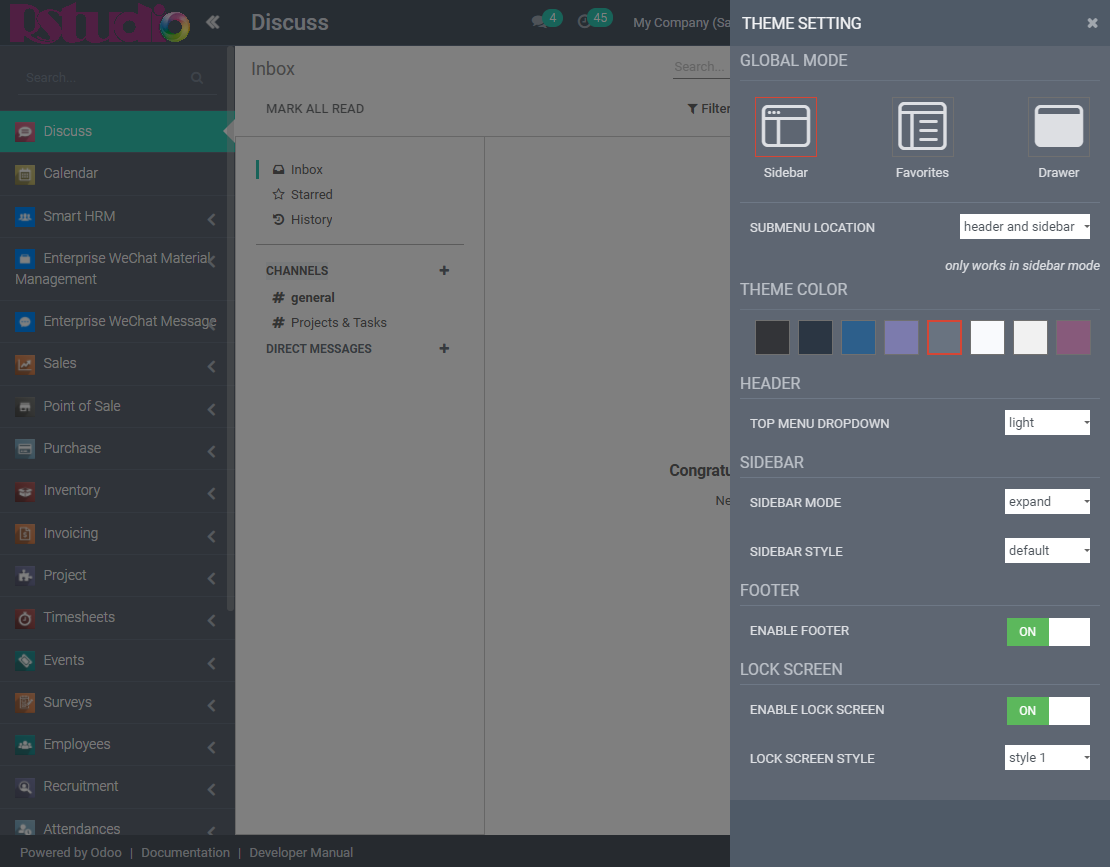 Rstudio
Discuss
4
45
My Company (Sa
Search...
Discuss
Calendar
Smart HRM
Enterprise WeChat Material
Management
Enterprise WeChat Message
Sales
Point of Sale
Purchase
Inventory
Invoicing
Project
Timesheets
Events
Surveys
Employees
Recruitment
Attendances
Inbox
Search...
MARK ALL READ
Filter
Inbox
Starred
History
CHANNELS +
# general
# Projects & Tasks
DIRECT MESSAGES +
Congratu
Ne
THEME SETTING
GLOBAL MODE
Sidebar
Favorites
Drawer
SUBMENU LOCATION
header and sidebar
only works in sidebar mode
THEME COLOR
HEADER
TOP MENU DROPDOWN
light
SIDEBAR
SIDEBAR MODE
expand
SIDEBAR STYLE
default
FOOTER
ENABLE FOOTER
ON
LOCK SCREEN
ENABLE LOCK SCREEN
ON
LOCK SCREEN STYLE
style 1
Powered by Odoo | Documentation | Developer Manual